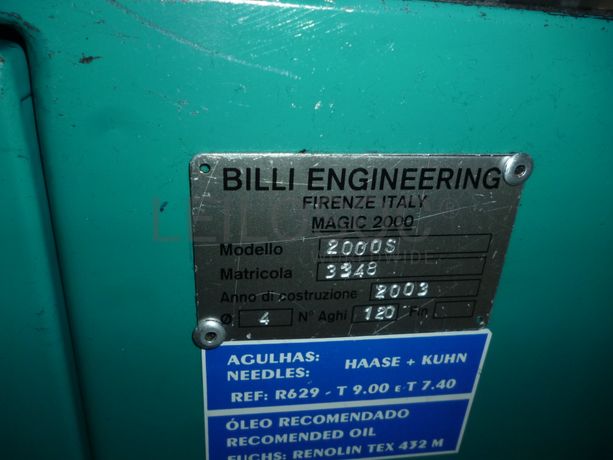 BILLI ENGINEERING
FIRENZE ITALY
MAGIC 2000
Modello 2000S
Matricola 3348
Anno di costruzione 2003
Ø 4 N° Aghi 120 Fin
AGULHAS: HAASE + KUHN
NEEDLES:
REF: R629 - T 9.00 E T 7.40
ÓLEO RECOMENDADO
RECOMENDED OIL
FUCHS: RENOLIN TEX 432 M